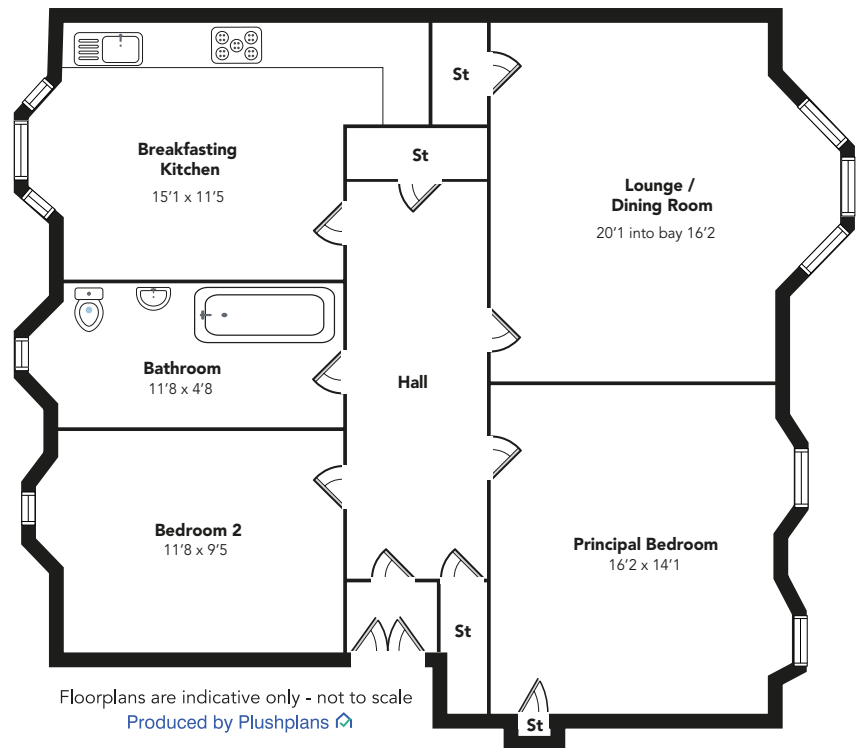 St
Breakfasting
Kitchen
15'1 x 11'5
St
Lounge /
Dining Room
20'1 into bay 16'2
Bathroom
11'8 x 4'8
Hall
Bedroom 2
11'8 x 9'5
Principal Bedroom
16'2 x 14'1
St
St
Floorplans are indicative only - not to scale
Produced by Plushplans